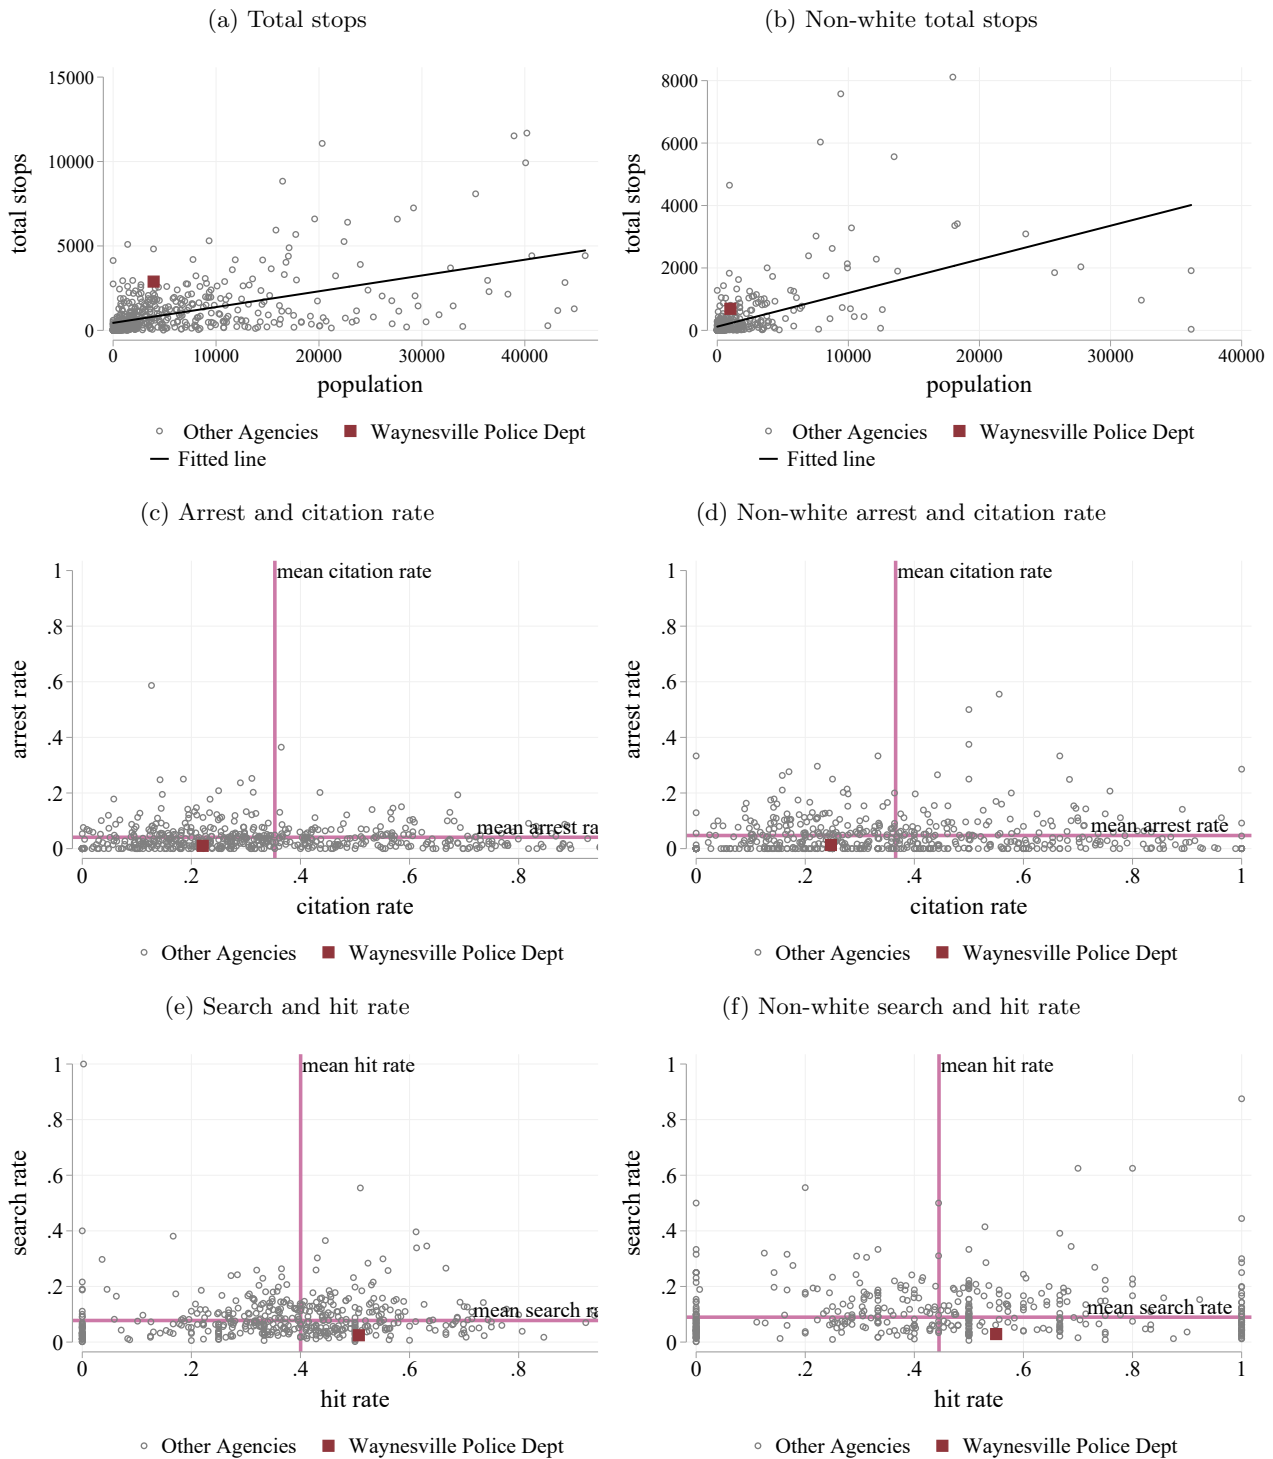 (a) Total stops
(b) Non-white total stops
total stops
15000
10000
5000
0
0 10000 20000 30000 40000
population
Other Agencies Waynesville Police Dept
Fitted line
total stops
8000
6000
4000
2000
0
0 10000 20000 30000 40000
population
Other Agencies Waynesville Police Dept
Fitted line
(c) Arrest and citation rate
(d) Non-white arrest and citation rate
arrest rate
1
.8
.6
.4
.2
0
mean citation rate
mean arrest ra
0 .2 .4 .6 .8
citation rate
Other Agencies Waynesville Police Dept
arrest rate
1
.8
.6
.4
.2
0
mean citation rate
mean arrest rate
0 .2 .4 .6 .8 1
citation rate
Other Agencies Waynesville Police Dept
(e) Search and hit rate
(f) Non-white search and hit rate
search rate
1
.8
.6
.4
.2
0
mean hit rate
mean search ra
0 .2 .4 .6 .8
hit rate
Other Agencies Waynesville Police Dept
search rate
1
.8
.6
.4
.2
0
mean hit rate
mean search rate
0 .2 .4 .6 .8 1
hit rate
Other Agencies Waynesville Police Dept